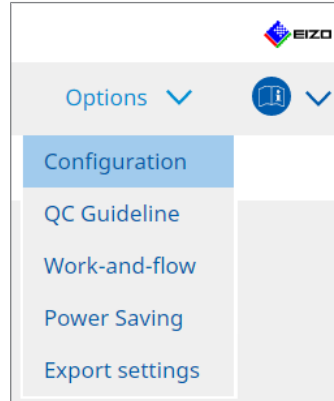 EIZO
Options
Configuration
QC Guideline
Work-and-flow
Power Saving
Export settings